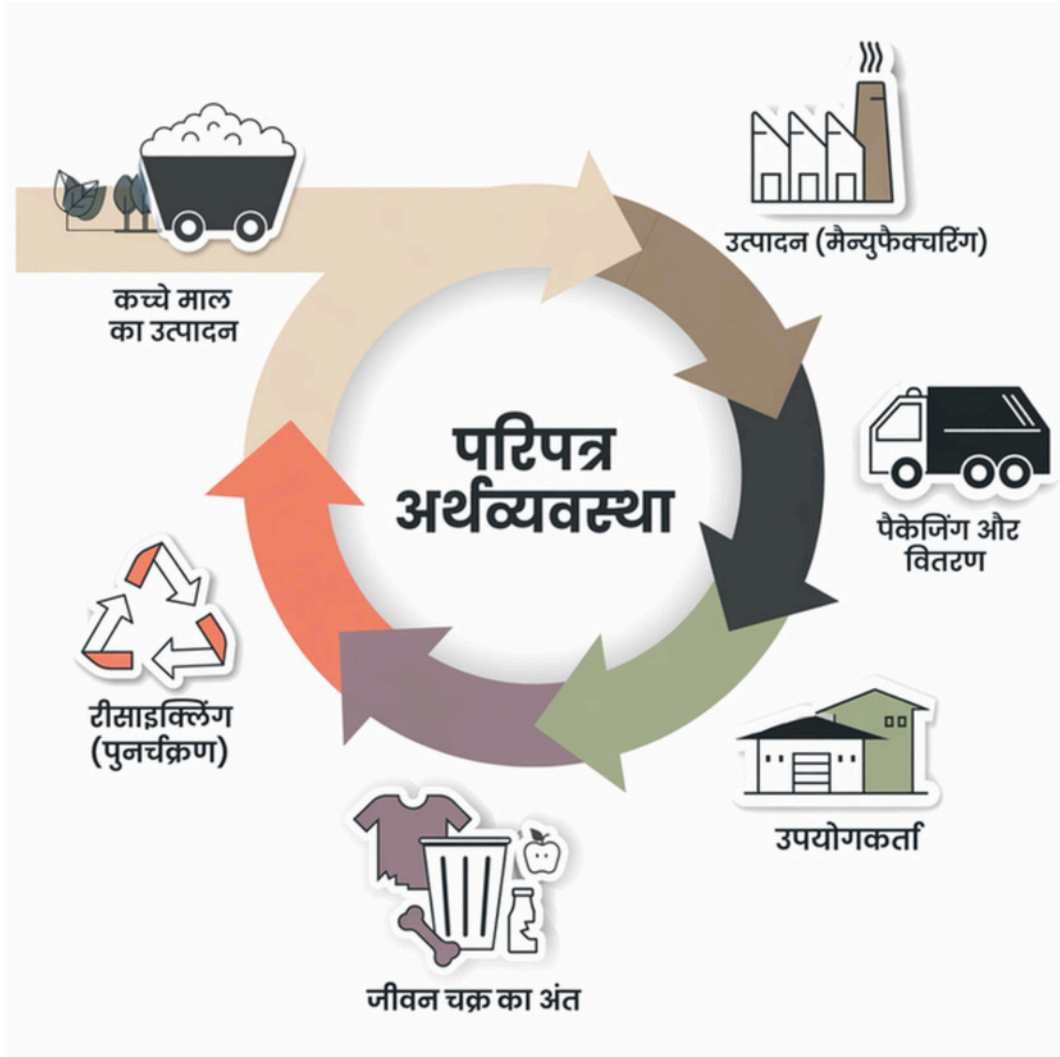 कच्चे माल
का उत्पादन
उत्पादन (मैन्युफैक्चरिंग)
परिपत्र
अर्थव्यवस्था
पैकेजिंग और
वितरण
रीसाइक्लिंग
(पुनर्चक्रण)
उपयोगकर्ता
जीवन चक्र का अंत